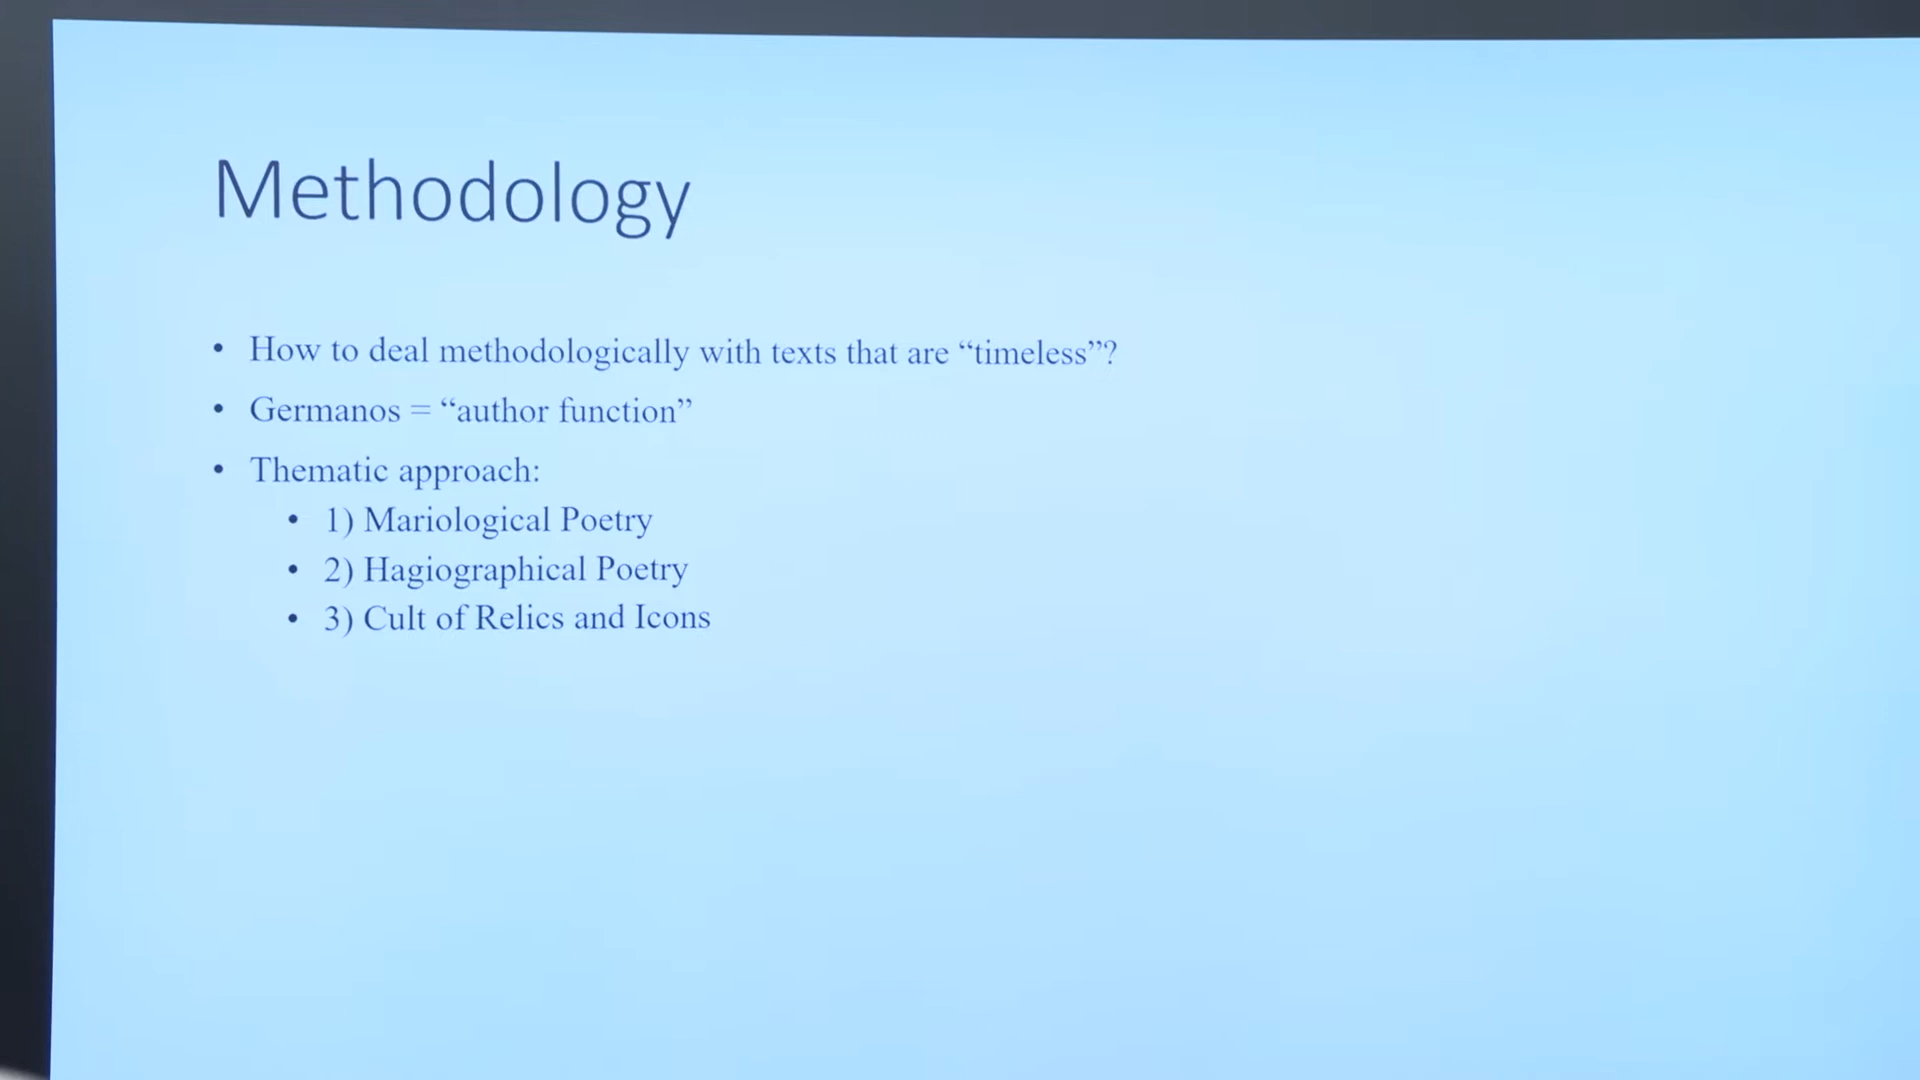 Methodology
• How to deal methodologically with texts that are “timeless”?
• Germanos = “author function”
• Thematic approach:
• 1) Mariological Poetry
• 2) Hagiographical Poetry
• 3) Cult of Relics and Icons